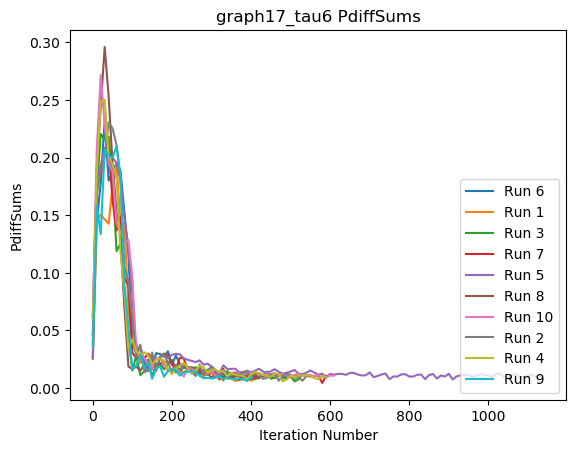 graph17_tau6 PdiffSums
PdiffSums
0.30
0.25
0.20
0.15
0.10
0.05
0.00
Run 6
Run 1
Run 3
Run 7
Run 5
Run 8
Run 10
Run 2
Run 4
Run 9
0
200
400
600
800
1000
Iteration Number